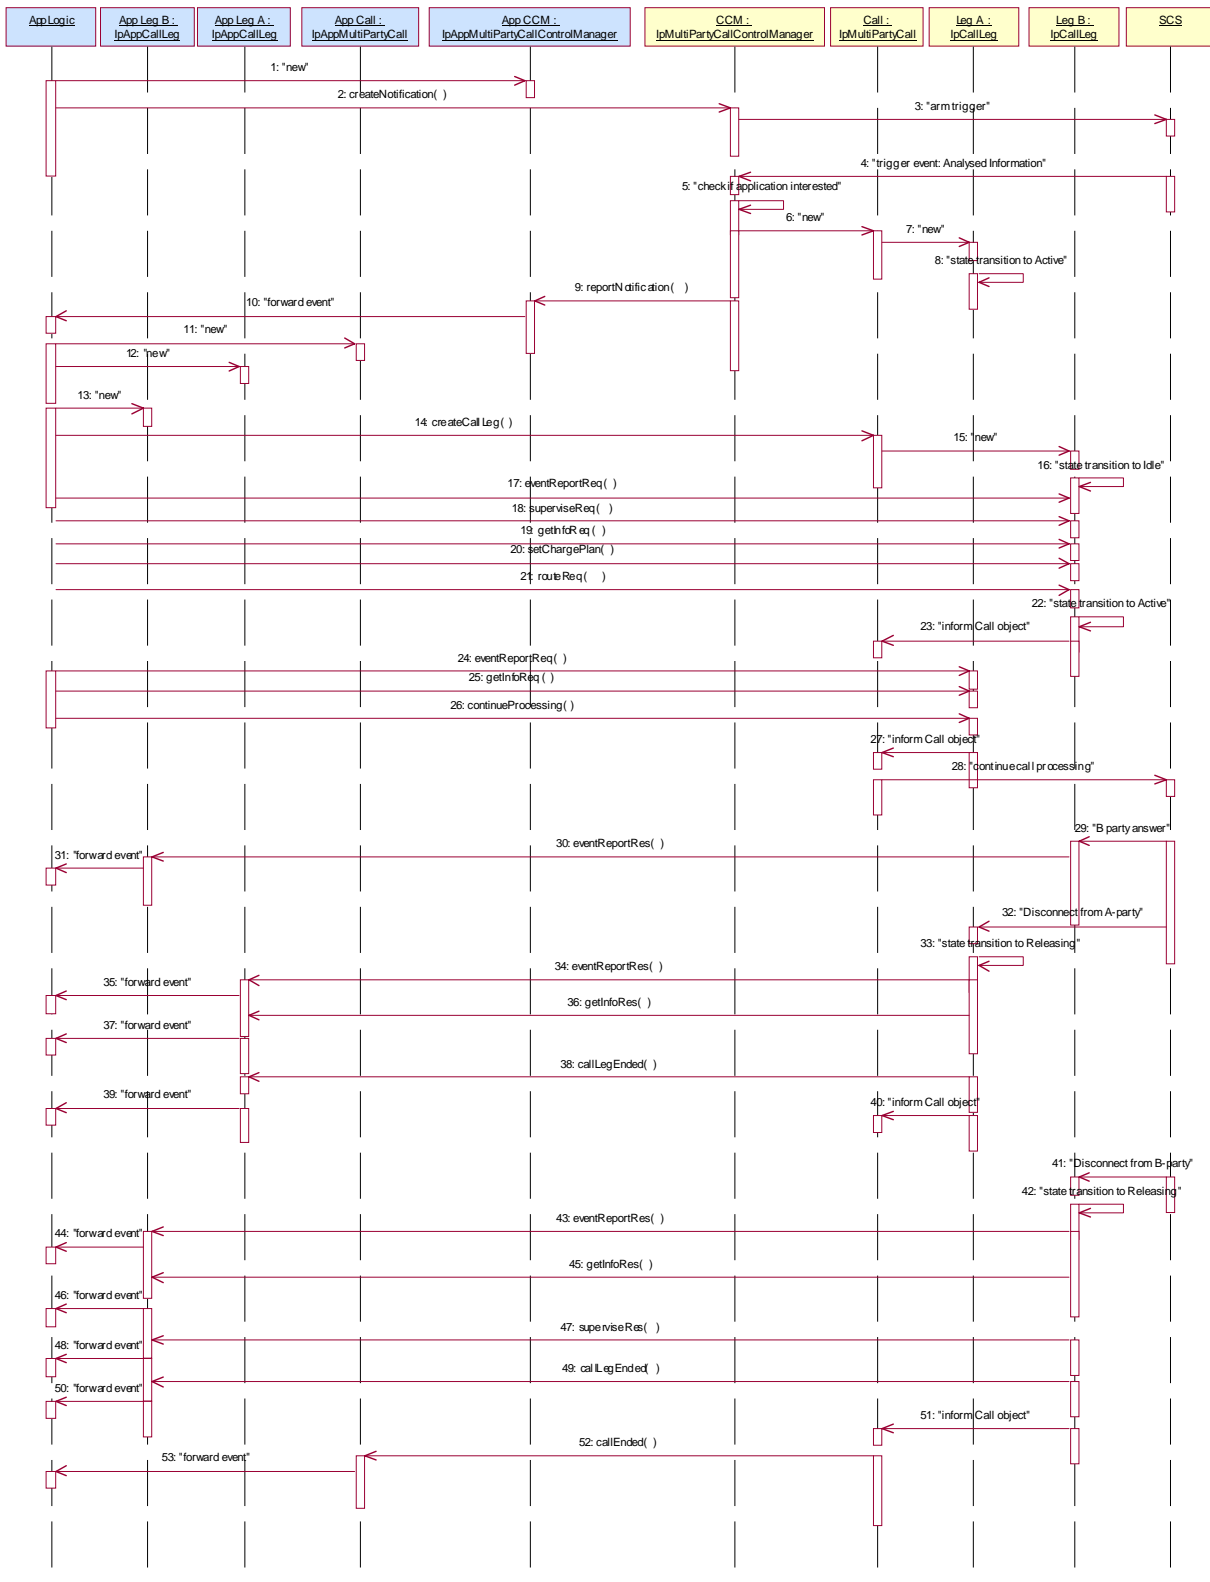 AppLogic
App Leg B :
IpAppCallLeg
App Leg A :
IpAppCallLeg
App Call :
IpAppMultiPartyCall
App CCM :
IpAppMultiPartyCallControlManager
CCM :
IpMultiPartyCallControlManager
Call :
IpMultiPartyCall
Leg A :
IpCallLeg
Leg B :
IpCallLeg
SCS
1: "new"
2: createNotification( )
3: "arm trigger"
4: "trigger event: Analysed Information"
5: "check if application interested"
6: "new"
7: "new"
8: "state transition to Active"
9: reportNotification( )
10: "forward event"
11: "new"
12: "new"
13: "new"
14: createCallLeg( )
15: "new"
16: "state transition to Idle"
17: eventReportReq( )
18: superviseReq( )
19: getInfoReq( )
20: setChargePlan( )
21: routeReq( )
22: "state transition to Active"
23: "inform Call object"
24: eventReportReq( )
25: getInfoReq( )
26: continueProcessing( )
27: "inform Call object"
28: "continue call processing"
29: "B party answer"
30: eventReportRes( )
31: "forward event"
32: "Disconnect from A-party"
33: "state transition to Releasing"
34: eventReportRes( )
35: "forward event"
36: getInfoRes( )
37: "forward event"
38: callLegEnded( )
39: "forward event"
40: "inform Call object"
41: "Disconnect from B-party"
42: "state transition to Releasing"
43: eventReportRes( )
44: "forward event"
45: getInfoRes( )
46: "forward event"
47: superviseRes( )
48: "forward event"
49: callLegEnded( )
50: "forward event"
51: "inform Call object"
52: callEnded( )
53: "forward event"